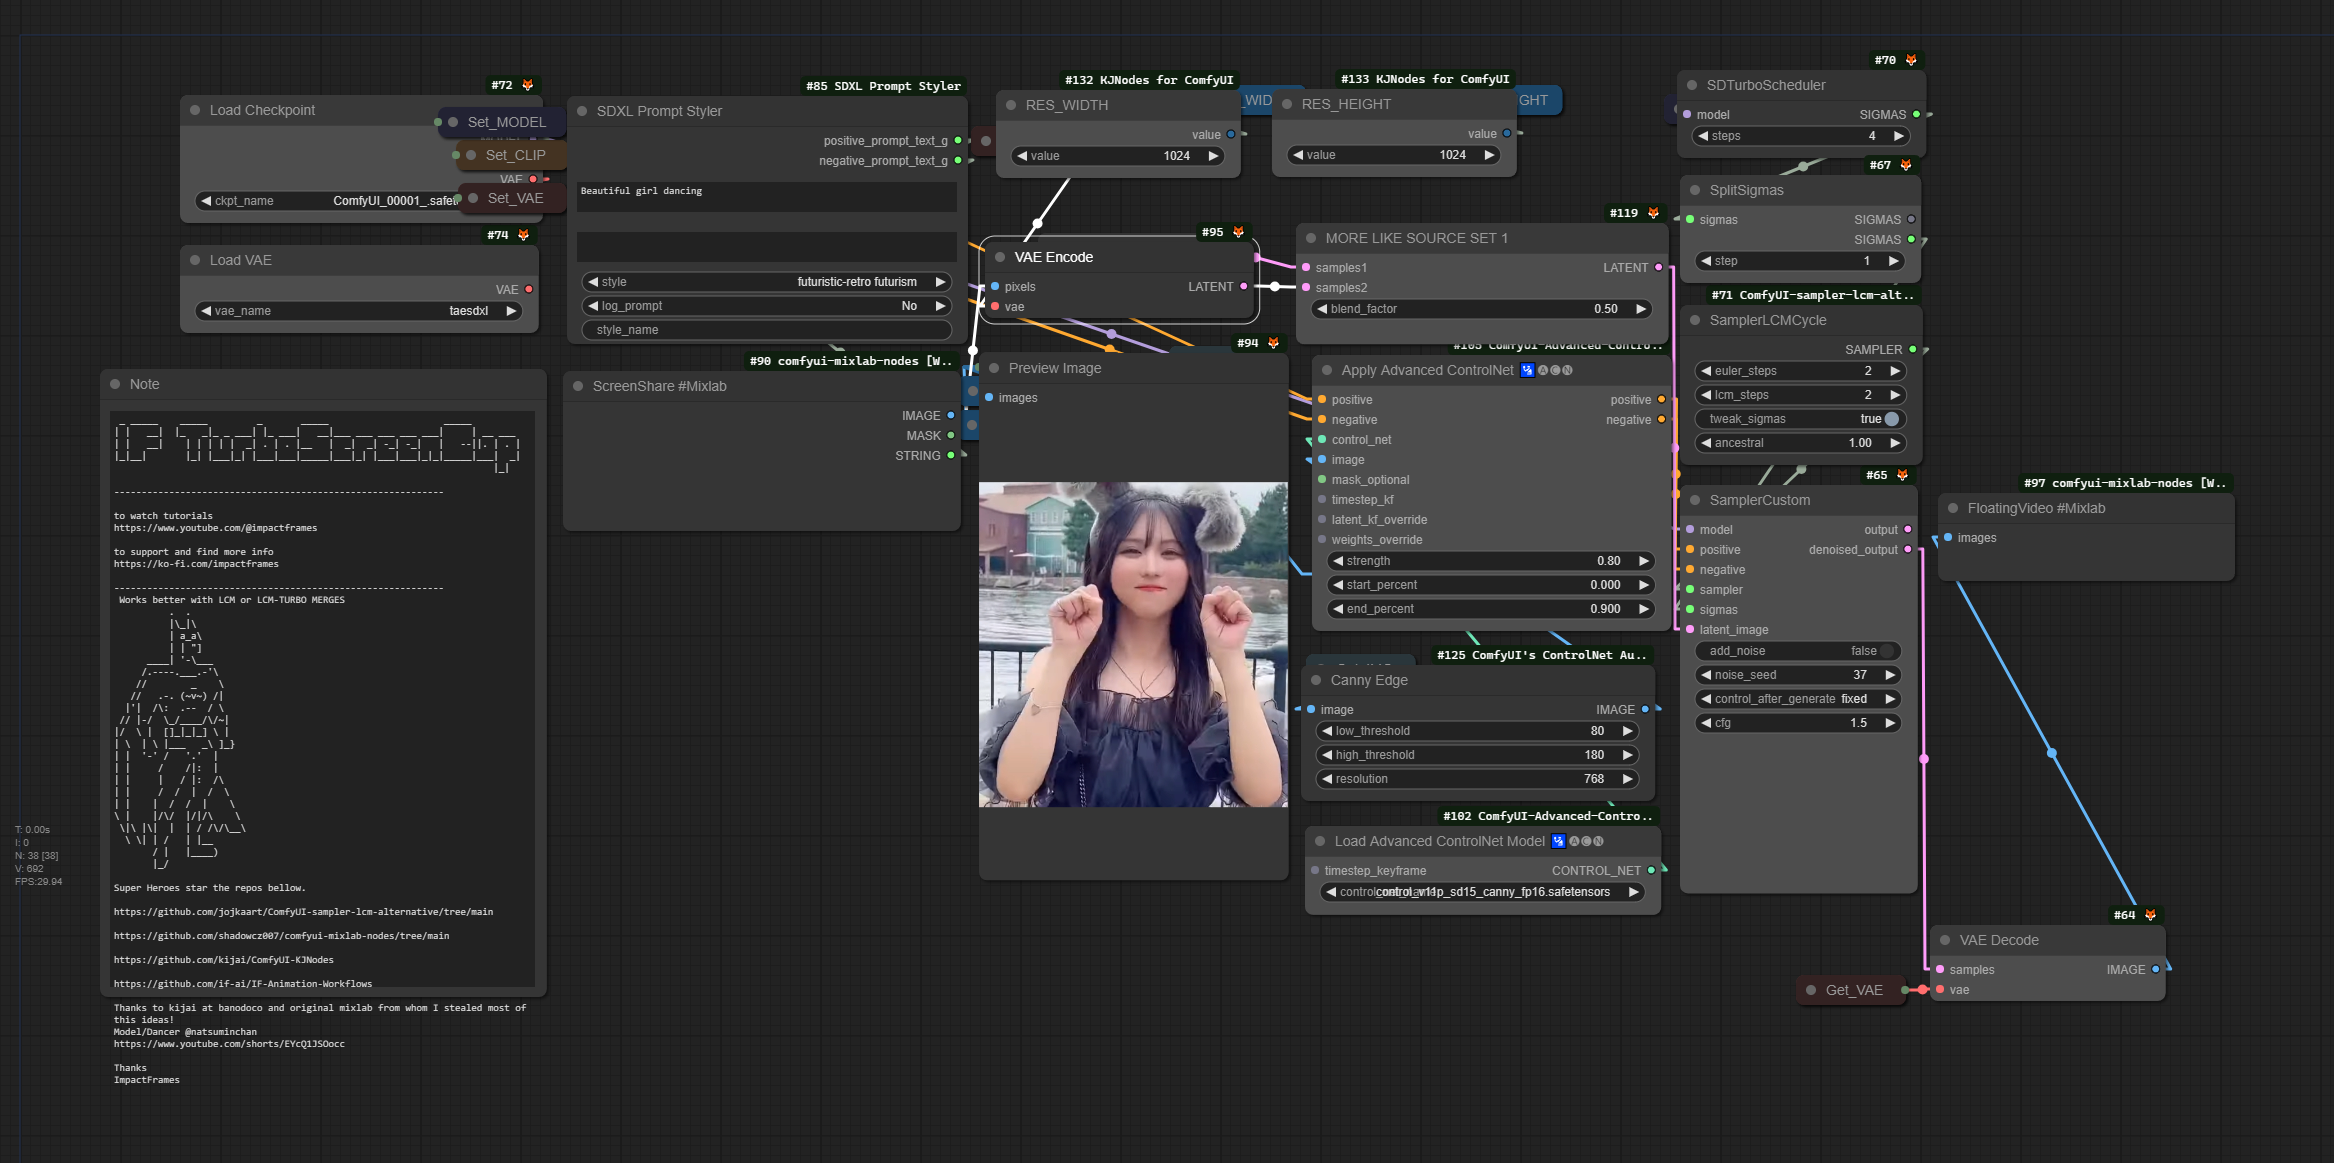 #72
Load Checkpoint
Set_MODEL
Set_CLIP
VAE
Set_VAE
ckpt_name ComfyUI_00001_.safet
#74
Load VAE
VAE
vae_name taesdxl
Note
------------------------------------------------------------
to watch tutorials
https://www.youtube.com/@impactframes
to support and find more info
https://ko-fi.com/impactframes
------------------------------------------------------------
Works better with LCM or LCM-TURBO MERGES
Super Heroes star the repos bellow.
https://github.com/jojkaart/ComfyUI-sampler-lcm-alternative/tree/main
https://github.com/shadowcz007/comfyui-mixlab-nodes/tree/main
https://github.com/kijai/ComfyUI-KJNodes
https://github.com/if-ai/IF-Animation-Workflows
Thanks to kijai at banodoco and original mixlab from whom I stealed most of
this ideas!
Model/Dancer @natsuminchan
https://www.youtube.com/shorts/EYcQ1JSOocc
Thanks
ImpactFrames
T: 0.00s
I: 0
N: 38 [38]
V: 692
FPS:29.94
#85 SDXL Prompt Styler
SDXL Prompt Styler
positive_prompt_text_g
negative_prompt_text_g
Beautiful girl dancing
style futuristic-retro futurism
log_prompt No
style_name
#90 comfyui-mixlab-nodes [W..
ScreenShare #Mixlab
IMAGE
MASK
STRING
#132 KJNodes for ComfyUI
RES_WIDTH
_WID
value
value 1024
#133 KJNodes for ComfyUI
RES_HEIGHT
GHT
value
value 1024
#95
VAE Encode
pixels LATENT
vae
#94
Preview Image
images
#119
MORE LIKE SOURCE SET 1
samples1 LATENT
samples2
blend_factor 0.50
Apply Advanced ControlNet 🛂🅐🅒🅝
positive positive
negative negative
control_net
image
mask_optional
timestep_kf
latent_kf_override
weights_override
strength 0.80
start_percent 0.000
end_percent 0.900
#125 ComfyUI's ControlNet Au..
Canny Edge
image IMAGE
low_threshold 80
high_threshold 180
resolution 768
#102 ComfyUI-Advanced-Contro..
Load Advanced ControlNet Model 🛂🅐🅒🅝
timestep_keyframe CONTROL_NET
control_v11p_sd15_canny_fp16.safetensors
#70
SDTurboScheduler
model SIGMAS
steps 4
#67
SplitSigmas
sigmas SIGMAS
SIGMAS
step 1
#71 ComfyUI-sampler-lcm-alt..
SamplerLCMCycle
SAMPLER
euler_steps 2
lcm_steps 2
tweak_sigmas true
ancestral 1.00
#65
SamplerCustom
model output
positive denoised_output
negative
sampler
sigmas
latent_image
add_noise false
noise_seed 37
control_after_generate fixed
cfg 1.5
#97 comfyui-mixlab-nodes [W..
FloatingVideo #Mixlab
images
#64
VAE Decode
samples IMAGE
vae
Get_VAE